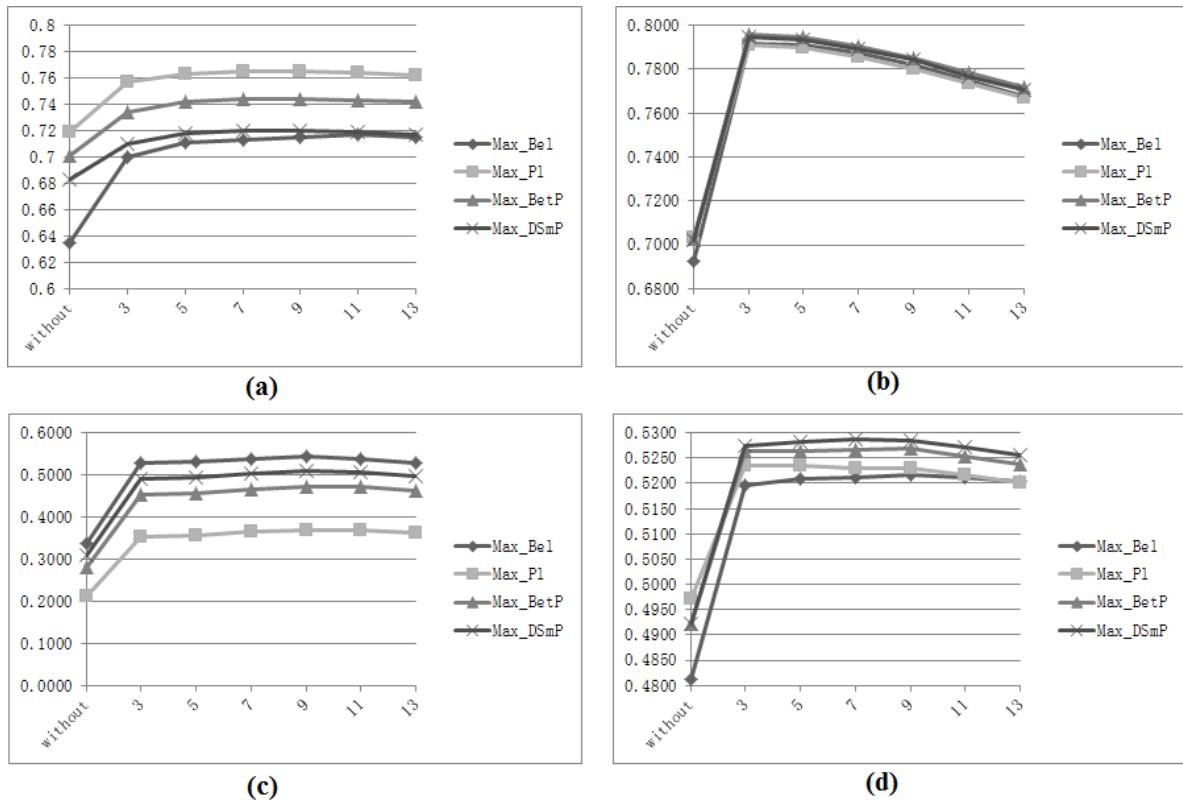 0.8
0.78
0.76
0.74
0.72
0.7
0.68
0.66
0.64
0.62
0.6
without
3
5
7
9
11
13
Max_Bel
Max_Pl
Max_BetP
Max_DSmP
(a)
0.8000
0.7800
0.7600
0.7400
0.7200
0.7000
0.6800
without
3
5
7
9
11
13
Max_Bel
Max_Pl
Max_BetP
Max_DSmP
(b)
0.6000
0.5000
0.4000
0.3000
0.2000
0.1000
0.0000
without
3
5
7
9
11
13
Max_Bel
Max_Pl
Max_BetP
Max_DSmP
(c)
0.5300
0.5250
0.5200
0.5150
0.5100
0.5050
0.5000
0.4950
0.4900
0.4850
0.4800
without
3
5
7
9
11
13
Max_Bel
Max_Pl
Max_BetP
Max_DSmP
(d)